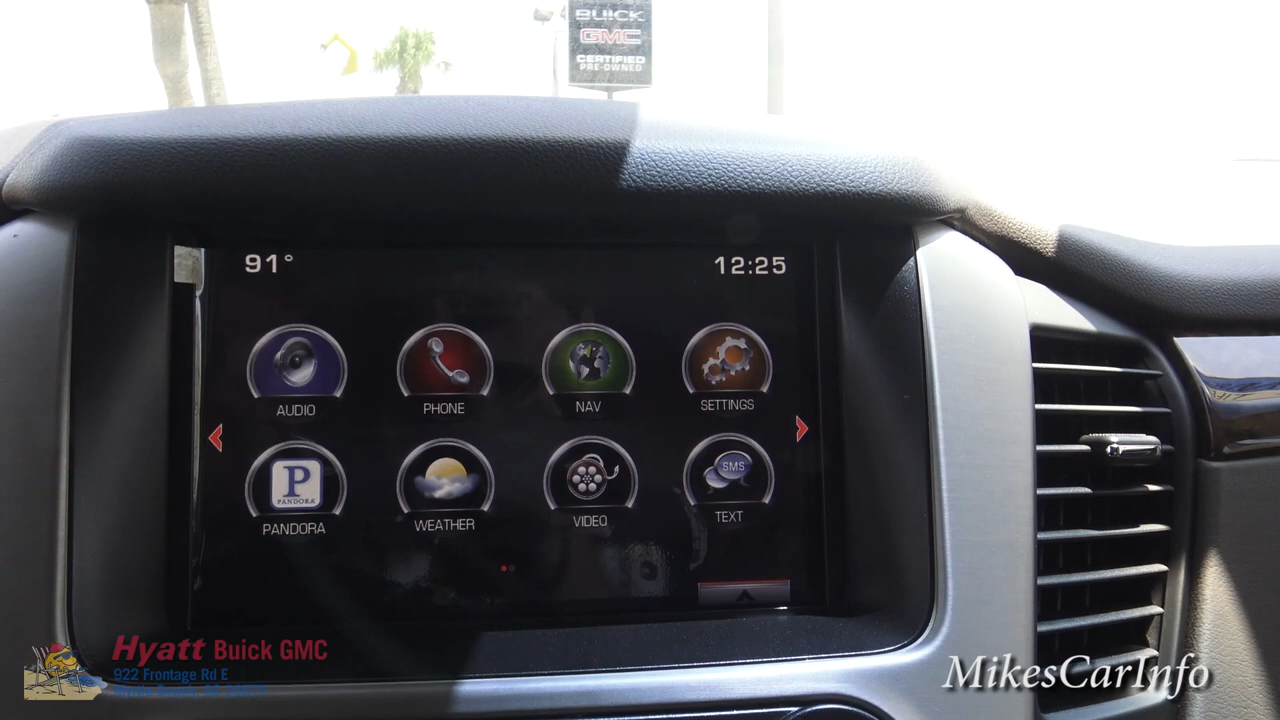 BUICK
GMC
CERTIFIED
PRE-OWNED
91°
12:25
AUDIO
PHONE
NAV
SETTINGS
P
PANDORA
SMS
PANDORA
WEATHER
VIDEO
TEXT
Hyatt Buick GMC
922 Frontage Rd E
MikesCarInfo